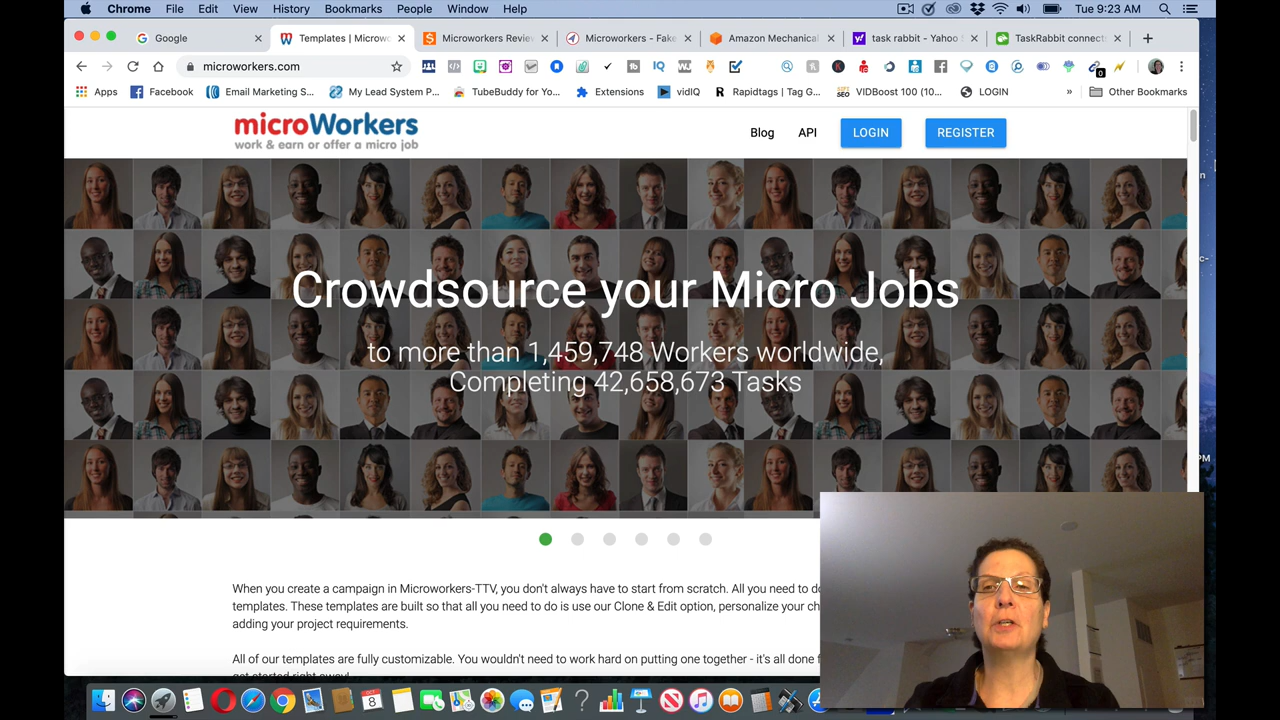 Chrome File Edit View History Bookmarks People Window Help Tue 9:23 AM
Google Templates | Microwo Microworkers Revie Microworkers - Fake Amazon Mechanical task rabbit - Yahoo TaskRabbit connect
microworkers.com
Apps Facebook Email Marketing S... My Lead System P... TubeBuddy for Yo... Extensions vidIQ Rapidtags | Tag G... VIDBoost 100 (10... LOGIN » Other Bookmarks
microWorkers
work & earn or offer a micro job
Blog API LOGIN REGISTER
Crowdsource your Micro Jobs
to more than 1,459,748 Workers worldwide,
Completing 42,658,673 Tasks
When you create a campaign in Microworkers-TTV, you don't always have to start from scratch. All you need to do
templates. These templates are built so that all you need to do is use our Clone & Edit option, personalize your ch
adding your project requirements.
All of our templates are fully customizable. You wouldn't need to work hard on putting one together - it's all done f
get started right away!